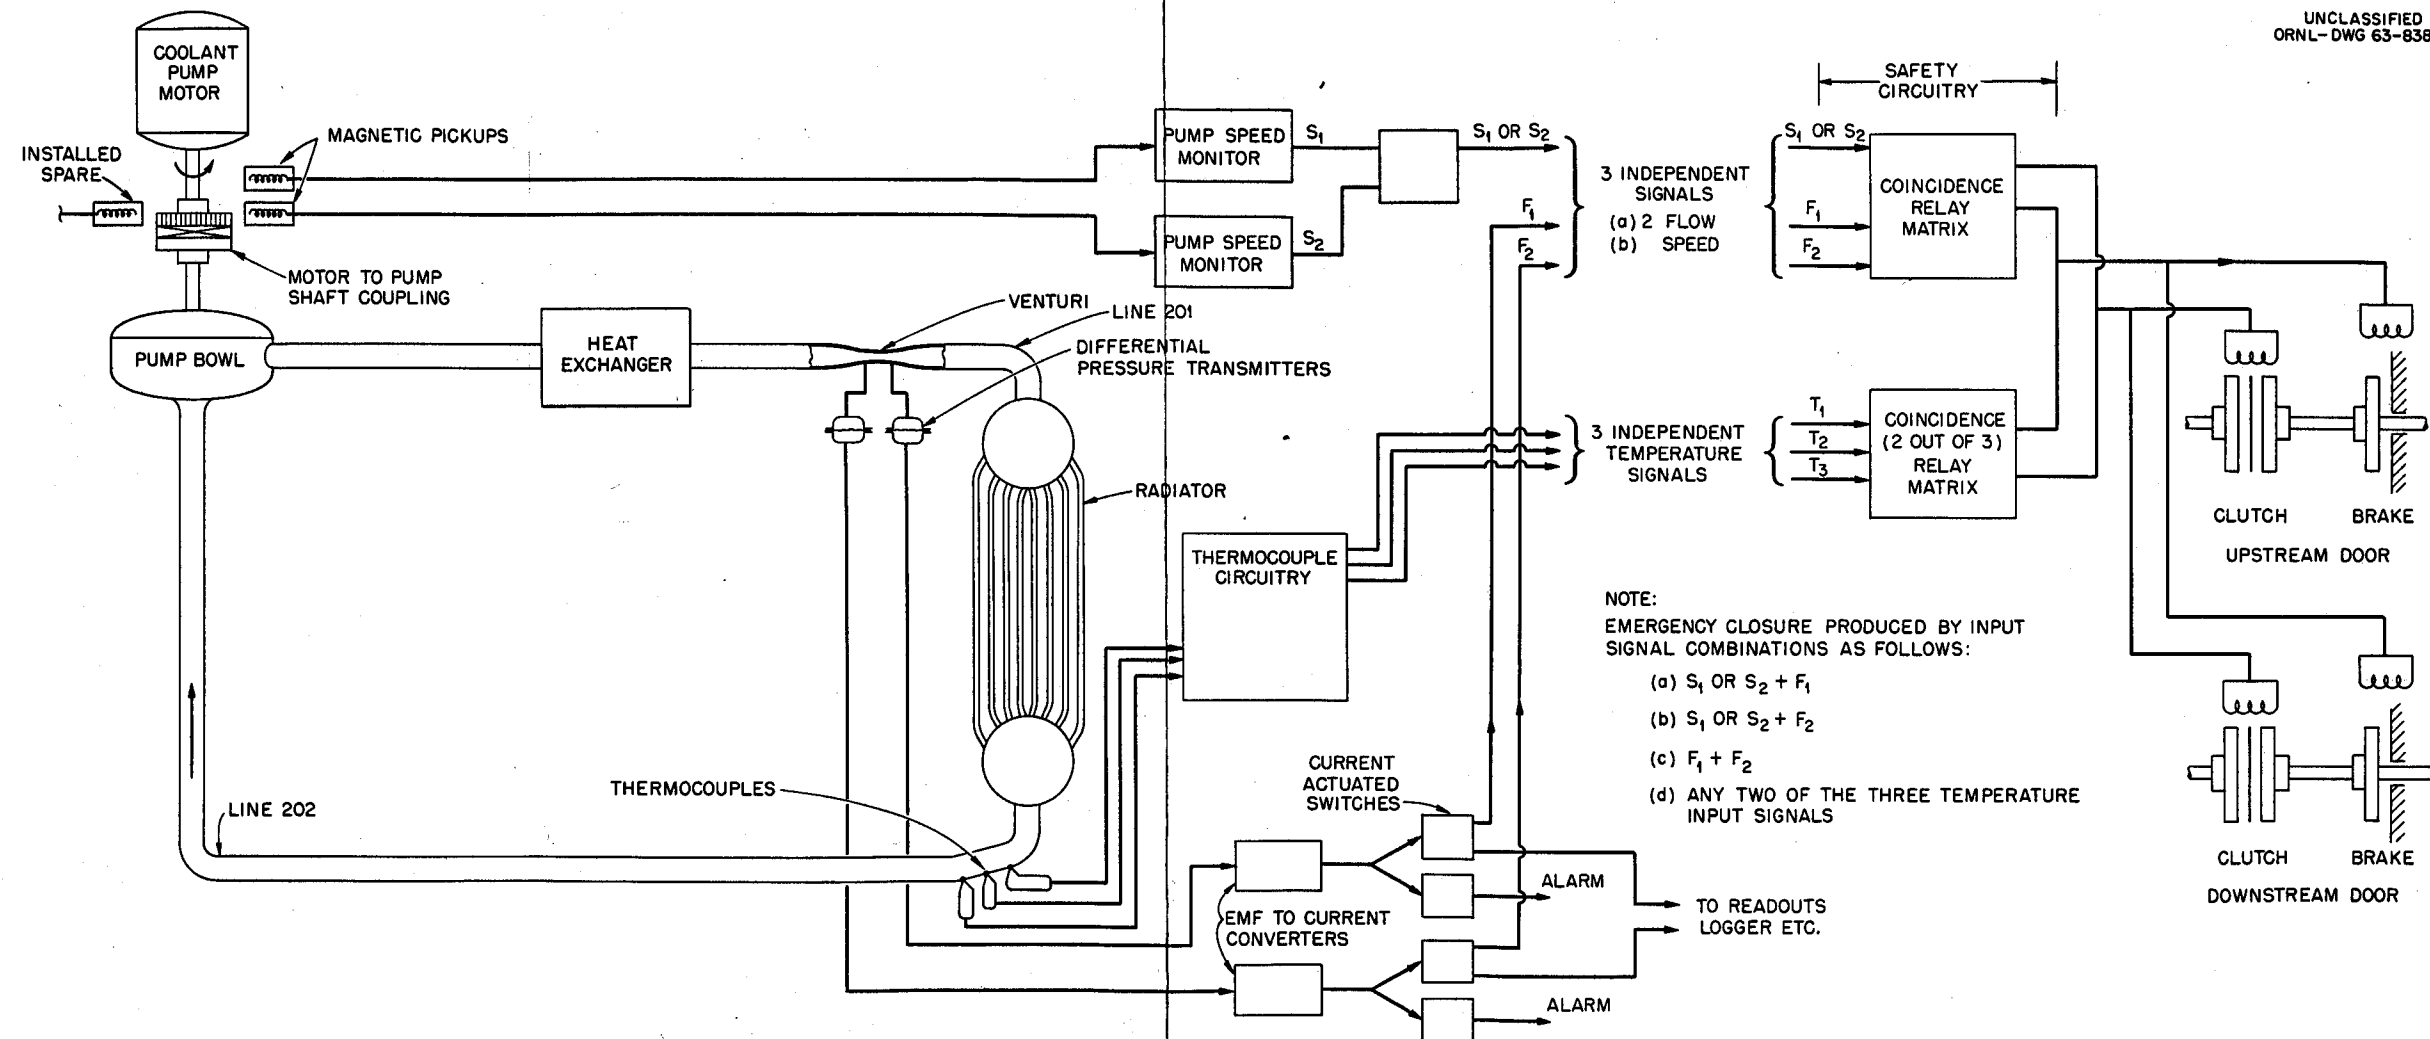 UNCLASSIFIED
ORNL-DWG 63-838
COOLANT
PUMP
MOTOR
INSTALLED
SPARE
MAGNETIC PICKUPS
MOTOR TO PUMP
SHAFT COUPLING
PUMP BOWL
HEAT
EXCHANGER
VENTURI
LINE 201
DIFFERENTIAL
PRESSURE TRANSMITTERS
RADIATOR
THERMOCOUPLES
LINE 202
PUMP SPEED
MONITOR
S₁
PUMP SPEED
MONITOR
S₂
S₁ OR S₂
F₁
F₂
3 INDEPENDENT
SIGNALS
(a) 2 FLOW
(b) SPEED
SAFETY
CIRCUITRY
S₁ OR S₂
F₁
F₂
COINCIDENCE
RELAY
MATRIX
3 INDEPENDENT
TEMPERATURE
SIGNALS
T₁
T₂
T₃
COINCIDENCE
(2 OUT OF 3)
RELAY
MATRIX
THERMOCOUPLE
CIRCUITRY
CLUTCH
BRAKE
UPSTREAM DOOR
NOTE:
EMERGENCY CLOSURE PRODUCED BY INPUT
SIGNAL COMBINATIONS AS FOLLOWS:
(a) S₁ OR S₂ + F₁
(b) S₁ OR S₂ + F₂
(c) F₁ + F₂
(d) ANY TWO OF THE THREE TEMPERATURE
INPUT SIGNALS
CURRENT
ACTUATED
SWITCHES
ALARM
EMF TO CURRENT
CONVERTERS
TO READOUTS
LOGGER ETC.
ALARM
CLUTCH
BRAKE
DOWNSTREAM DOOR